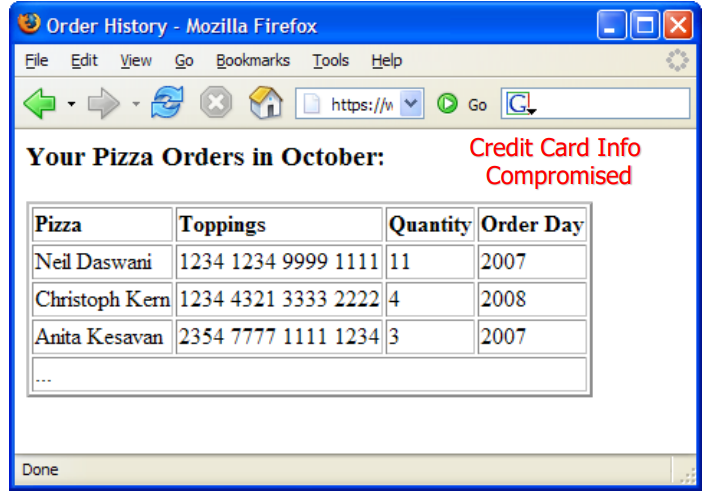 Order History - Mozilla Firefox
File Edit View Go Bookmarks Tools Help
https://w Go G
Your Pizza Orders in October:
Credit Card Info
Compromised
Pizza Toppings Quantity Order Day
Neil Daswani 1234 1234 9999 1111 11 2007
Christoph Kern 1234 4321 3333 2222 4 2008
Anita Kesavan 2354 7777 1111 1234 3 2007
...
Done